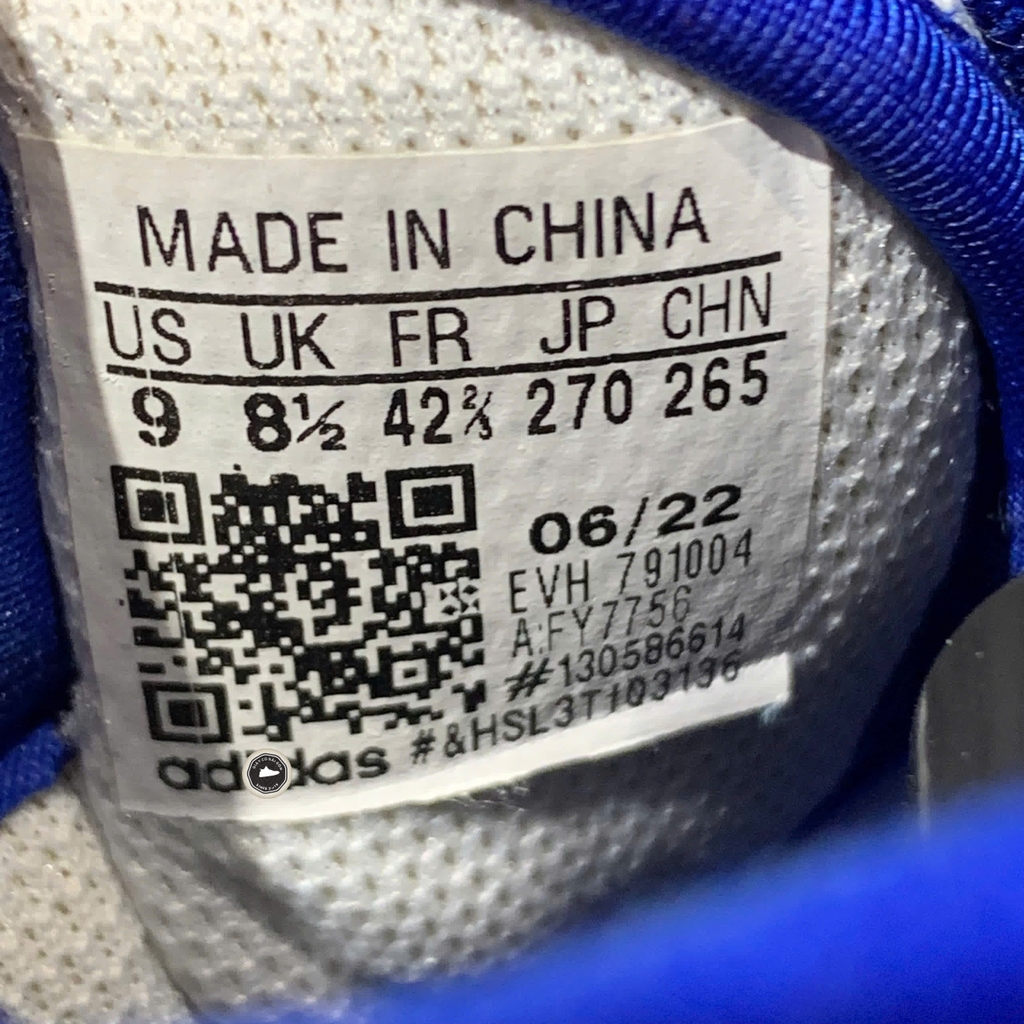 MADE IN CHINA
US UK FR JP CHN
9 8½ 42⅔ 270 265
06/22
EVH 791004
A:FY7756
#130586614
#&HSL3T103136
adidas